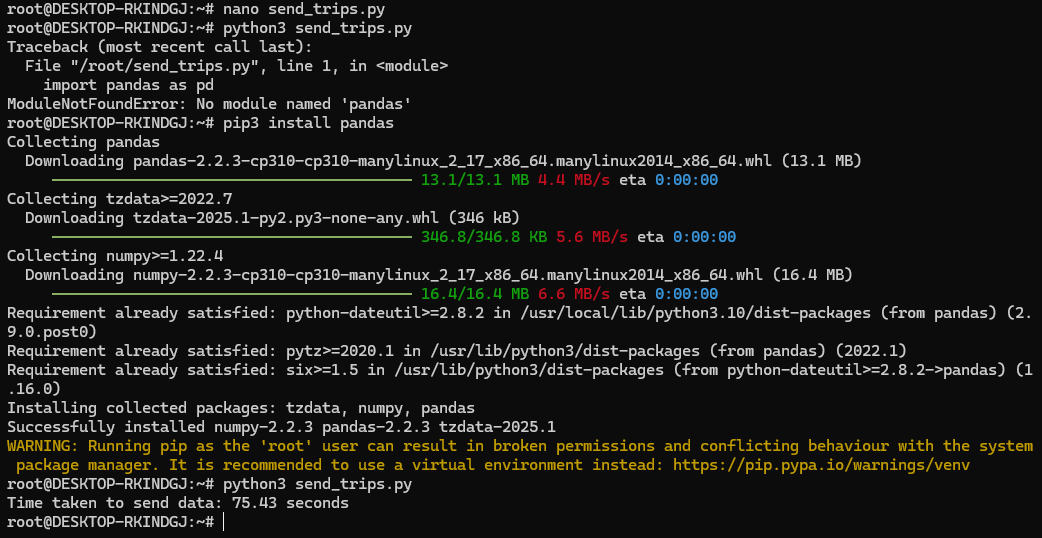 root@DESKTOP-RKINDGJ:~# nano send_trips.py
root@DESKTOP-RKINDGJ:~# python3 send_trips.py
Traceback (most recent call last):
  File "/root/send_trips.py", line 1, in <module>
    import pandas as pd
ModuleNotFoundError: No module named 'pandas'
root@DESKTOP-RKINDGJ:~# pip3 install pandas
Collecting pandas
  Downloading pandas-2.2.3-cp310-cp310-manylinux_2_17_x86_64.manylinux2014_x86_64.whl (13.1 MB)
13.1/13.1 MB 4.4 MB/s eta 0:00:00
Collecting tzdata>=2022.7
  Downloading tzdata-2025.1-py2.py3-none-any.whl (346 kB)
346.8/346.8 KB 5.6 MB/s eta 0:00:00
Collecting numpy>=1.22.4
  Downloading numpy-2.2.3-cp310-cp310-manylinux_2_17_x86_64.manylinux2014_x86_64.whl (16.4 MB)
16.4/16.4 MB 6.6 MB/s eta 0:00:00
Requirement already satisfied: python-dateutil>=2.8.2 in /usr/local/lib/python3.10/dist-packages (from pandas) (2.
9.0.post0)
Requirement already satisfied: pytz>=2020.1 in /usr/lib/python3/dist-packages (from pandas) (2022.1)
Requirement already satisfied: six>=1.5 in /usr/lib/python3/dist-packages (from python-dateutil>=2.8.2->pandas) (1
.16.0)
Installing collected packages: tzdata, numpy, pandas
Successfully installed numpy-2.2.3 pandas-2.2.3 tzdata-2025.1
WARNING: Running pip as the 'root' user can result in broken permissions and conflicting behaviour with the system
 package manager. It is recommended to use a virtual environment instead: https://pip.pypa.io/warnings/venv
root@DESKTOP-RKINDGJ:~# python3 send_trips.py
Time taken to send data: 75.43 seconds
root@DESKTOP-RKINDGJ:~#